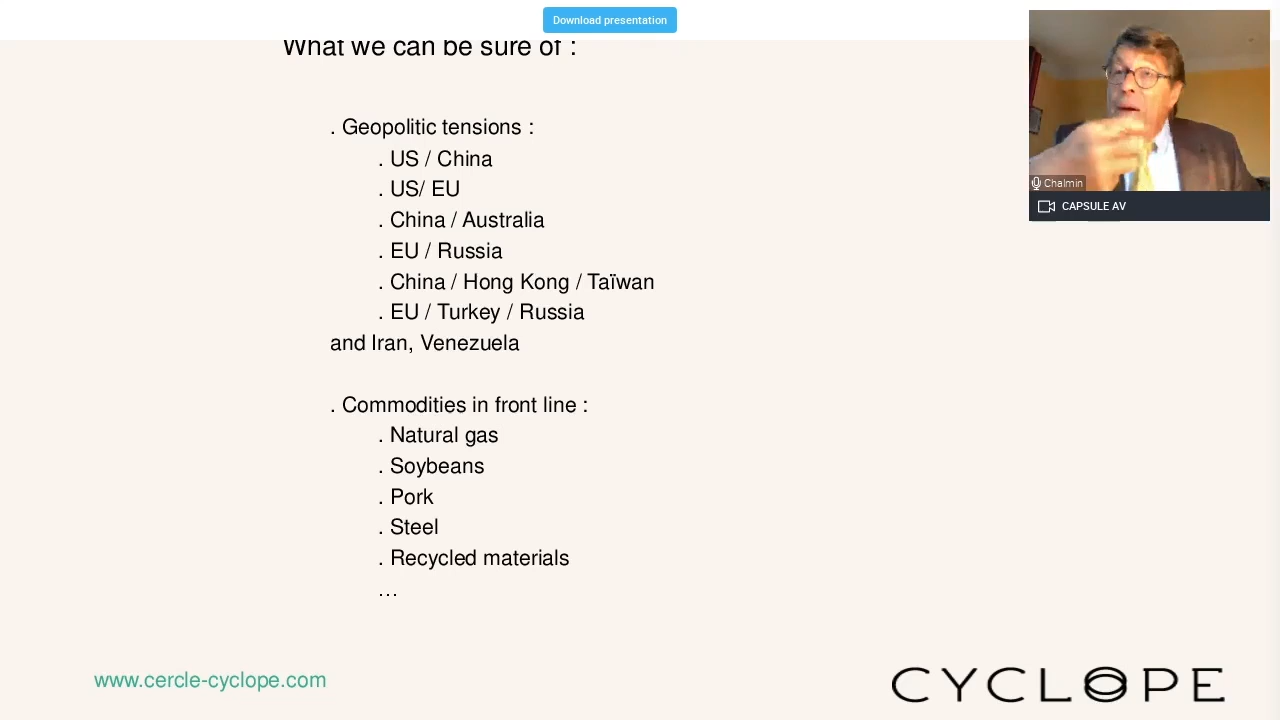 Download presentation
What we can be sure of :
. Geopolitic tensions :
. US / China
. US/ EU
. China / Australia
. EU / Russia
. China / Hong Kong / Taïwan
. EU / Turkey / Russia
and Iran, Venezuela
. Commodities in front line :
. Natural gas
. Soybeans
. Pork
. Steel
. Recycled materials
...
Chalmin
CAPSULE AV
www.cercle-cyclope.com
CYCLOPE